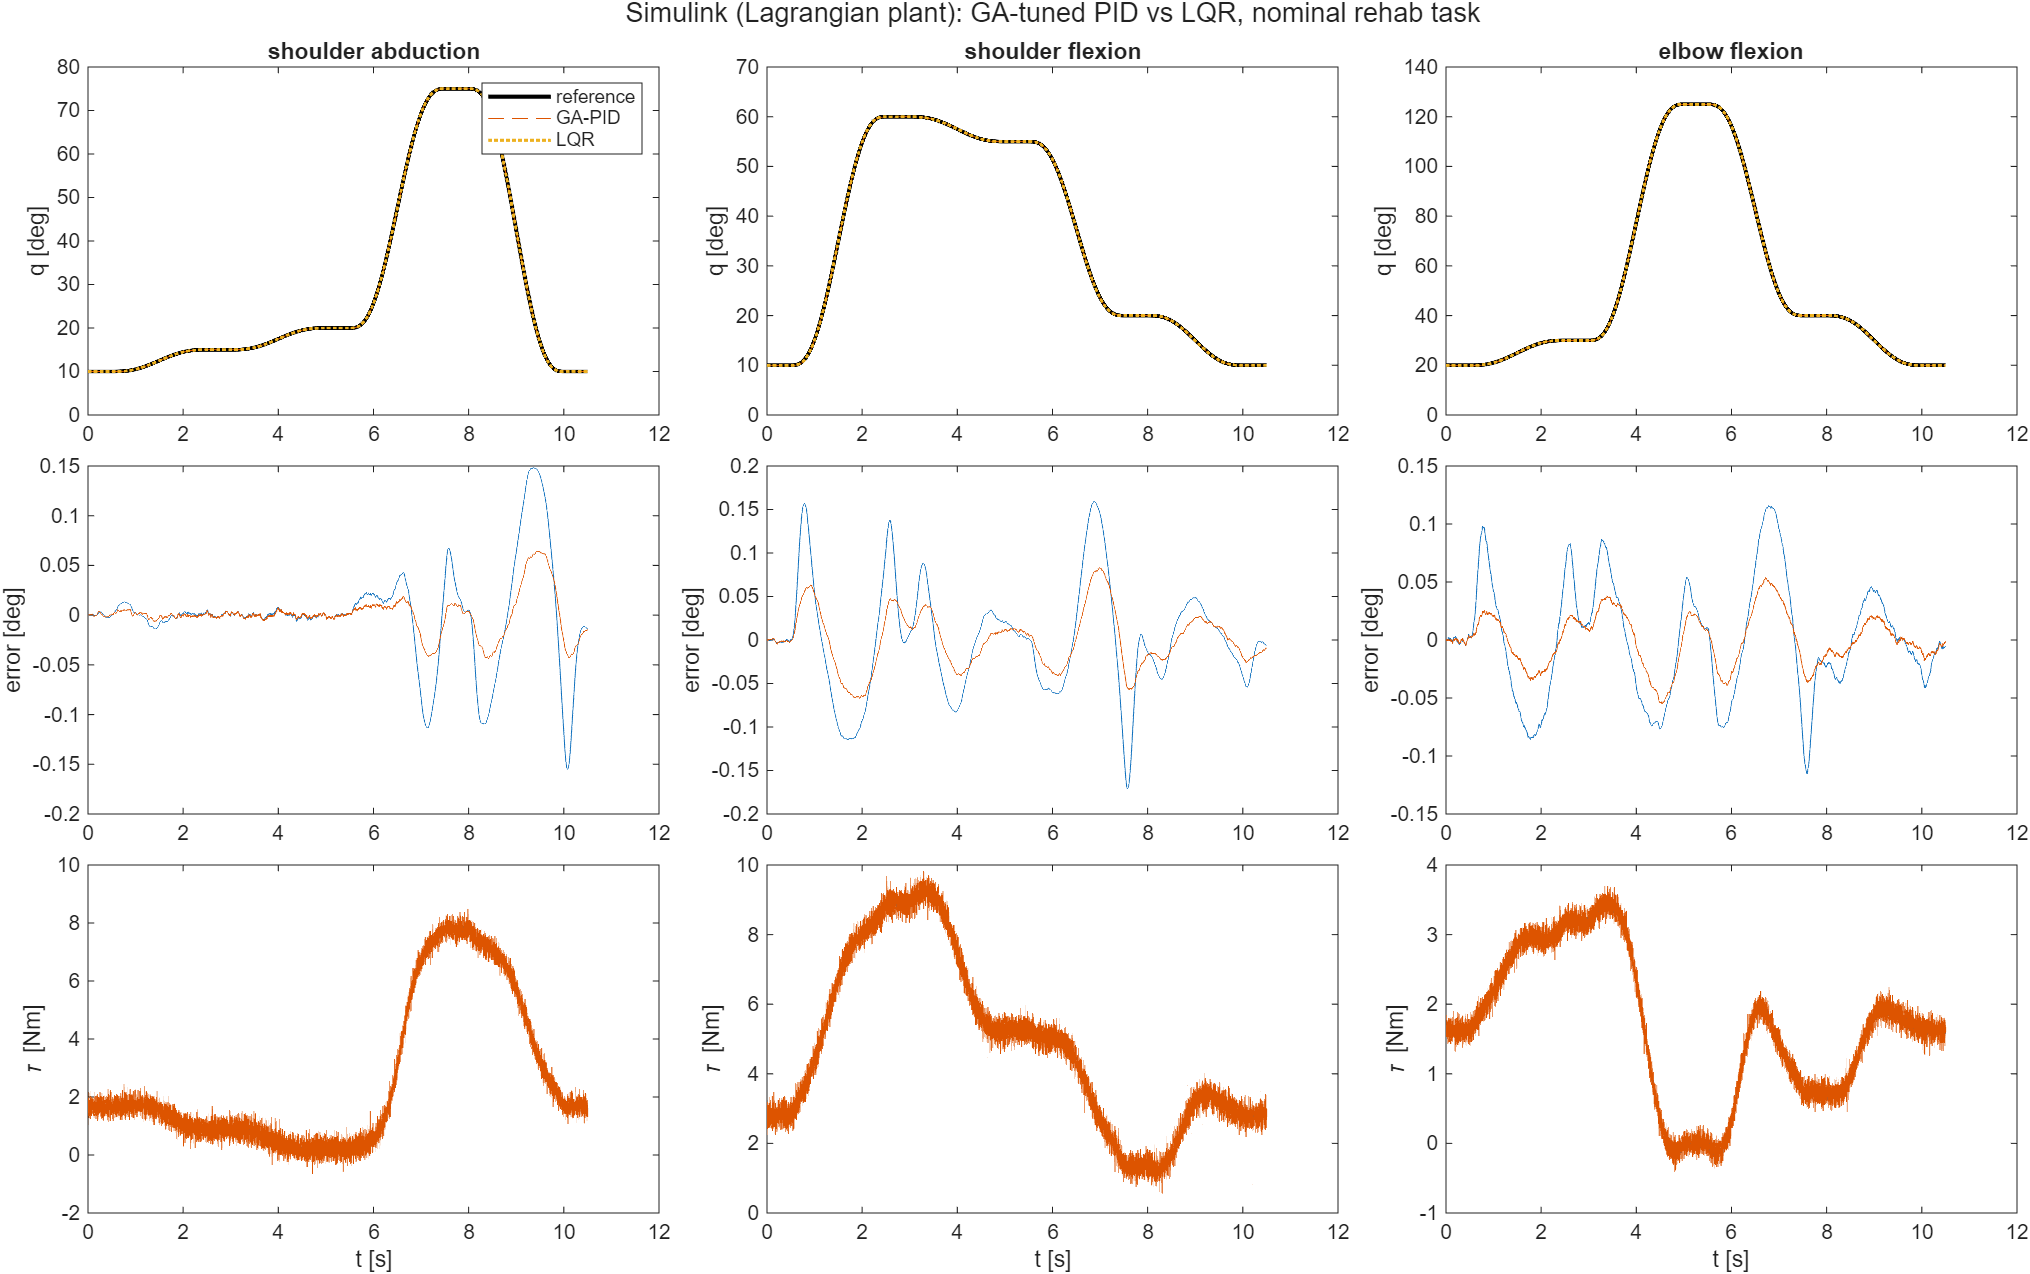 Simulink (Lagrangian plant): GA-tuned PID vs LQR, nominal rehab task
shoulder abduction
shoulder flexion
elbow flexion
80
70
60
50
40
30
20
10
0
q [deg]
0 2 4 6 8 10 12
reference
GA-PID
LQR
70
60
50
40
30
20
10
0
q [deg]
0 2 4 6 8 10 12
140
120
100
80
60
40
20
0
q [deg]
0 2 4 6 8 10 12
0.15
0.1
0.05
0
-0.05
-0.1
-0.15
-0.2
error [deg]
0 2 4 6 8 10 12
0.2
0.15
0.1
0.05
0
-0.05
-0.1
-0.15
-0.2
error [deg]
0 2 4 6 8 10 12
0.15
0.1
0.05
0
-0.05
-0.1
-0.15
error [deg]
0 2 4 6 8 10 12
10
8
6
4
2
0
-2
τ [Nm]
0 2 4 6 8 10 12
t [s]
10
8
6
4
2
0
τ [Nm]
0 2 4 6 8 10 12
t [s]
4
3
2
1
0
-1
τ [Nm]
0 2 4 6 8 10 12
t [s]